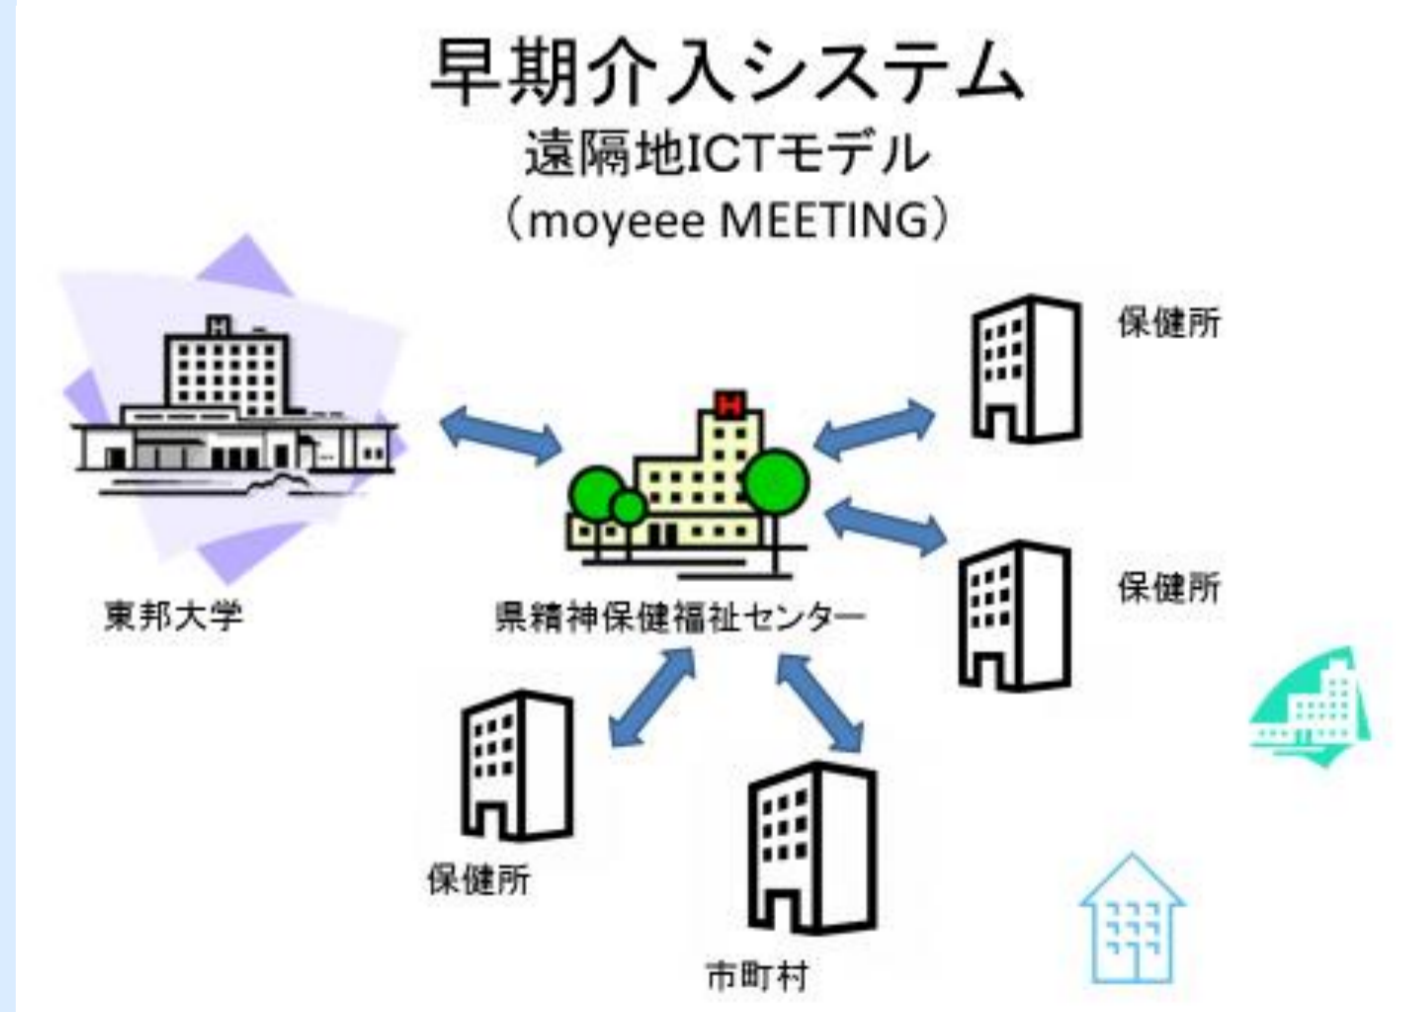 早期介入システム
遠隔地ICTモデル
（moyeee MEETING）
保健所
H
H
保健所
東邦大学
県精神保健福祉センター
保健所
市町村